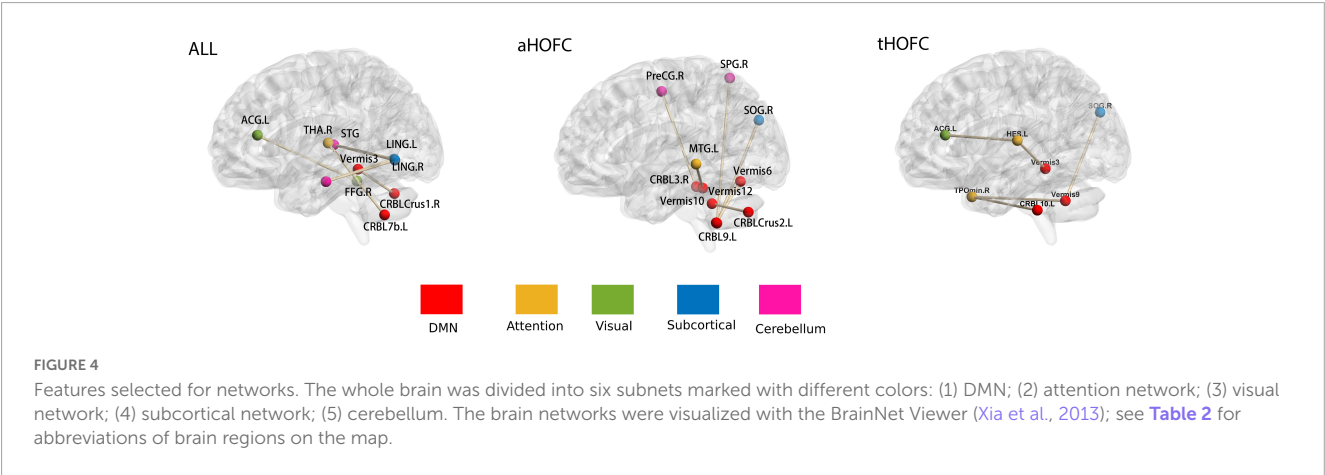 ALL
aHOFC
tHOFC
ACG.L
THA.R
STG
LING.L
Vermis3
LING.R
FFG.R
CRBLCrus1.R
CRBL7b.L
PreCG.R
SPG.R
SOG.R
MTG.L
CRBL3.R
Vermis6
Vermis12
Vermis10
CRBLCrus2.L
CRBL9.L
SOG.R
ACG.L
HES.L
Vermis3
TPOmin.R
Vermis9
CRBL10.L
DMN
Attention
Visual
Subcortical
Cerebellum
FIGURE 4
Features selected for networks. The whole brain was divided into six subnets marked with different colors: (1) DMN; (2) attention network; (3) visual
network; (4) subcortical network; (5) cerebellum. The brain networks were visualized with the BrainNet Viewer (Xia et al., 2013); see Table 2 for
abbreviations of brain regions on the map.